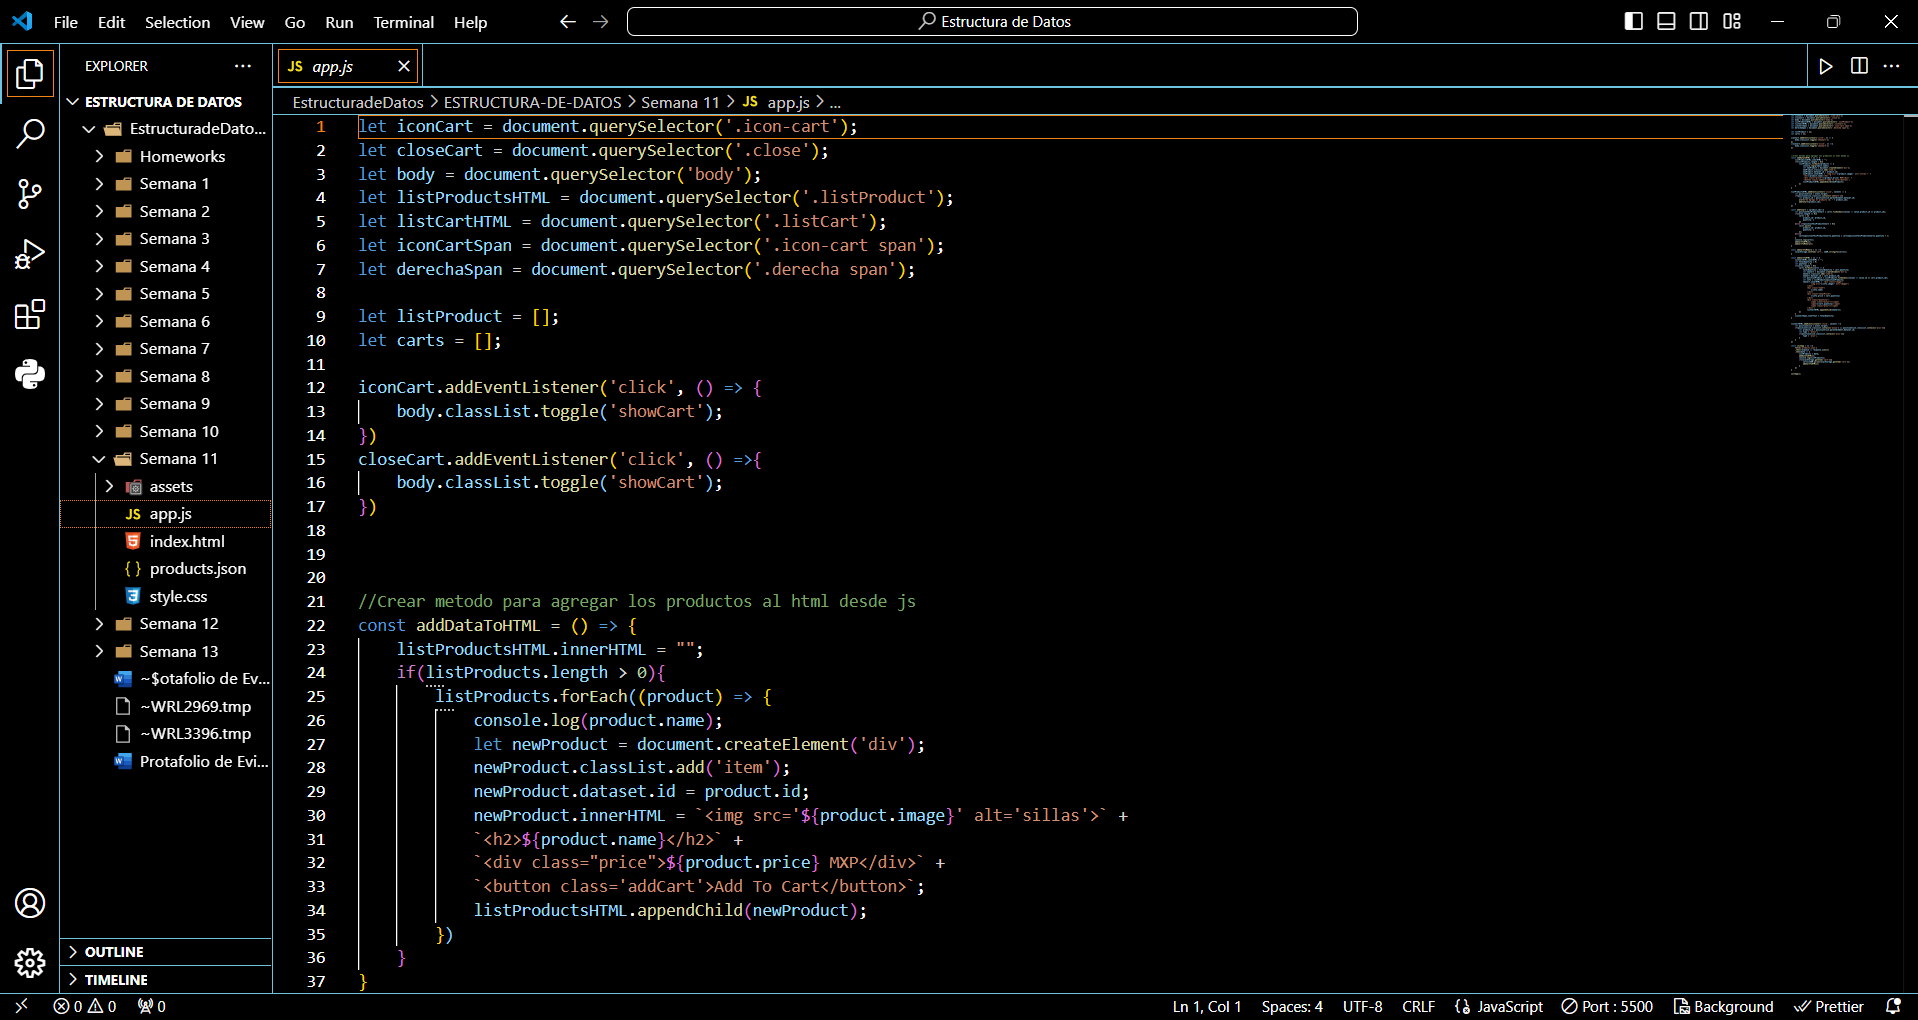 File Edit Selection View Go Run Terminal Help
Estructura de Datos
EXPLORER
ESTRUCTURA DE DATOS
EstructuradeDato...
Homeworks
Semana 1
Semana 2
Semana 3
Semana 4
Semana 5
Semana 6
Semana 7
Semana 8
Semana 9
Semana 10
Semana 11
assets
JS app.js
index.html
{ } products.json
style.css
Semana 12
Semana 13
~$otafolio de Ev...
~WRL2969.tmp
~WRL3396.tmp
Protafolio de Evi...
OUTLINE
TIMELINE
JS app.js
EstructuradeDatos > ESTRUCTURA-DE-DATOS > Semana 11 > JS app.js > ...
1 let iconCart = document.querySelector('.icon-cart');
2 let closeCart = document.querySelector('.close');
3 let body = document.querySelector('body');
4 let listProductsHTML = document.querySelector('.listProduct');
5 let listCartHTML = document.querySelector('.listCart');
6 let iconCartSpan = document.querySelector('.icon-cart span');
7 let derechaSpan = document.querySelector('.derecha span');
8
9 let listProduct = [];
10 let carts = [];
11
12 iconCart.addEventListener('click', () => {
13     body.classList.toggle('showCart');
14 })
15 closeCart.addEventListener('click', () =>{
16     body.classList.toggle('showCart');
17 })
18
19
20
21 //Crear metodo para agregar los productos al html desde js
22 const addDataToHTML = () => {
23     listProductsHTML.innerHTML = "";
24     if(listProducts.length > 0){
25         listProducts.forEach((product) => {
26             console.log(product.name);
27             let newProduct = document.createElement('div');
28             newProduct.classList.add('item');
29             newProduct.dataset.id = product.id;
30             newProduct.innerHTML = `<img src='${product.image}' alt='sillas'>` +
31             `<h2>${product.name}</h2>` +
32             `<div class="price">${product.price} MXP</div>` +
33             `<button class='addCart'>Add To Cart</button>`;
34             listProductsHTML.appendChild(newProduct);
35         })
36     }
37 }
0 0 0
Ln 1, Col 1 Spaces: 4 UTF-8 CRLF {} JavaScript Port : 5500 Background Prettier